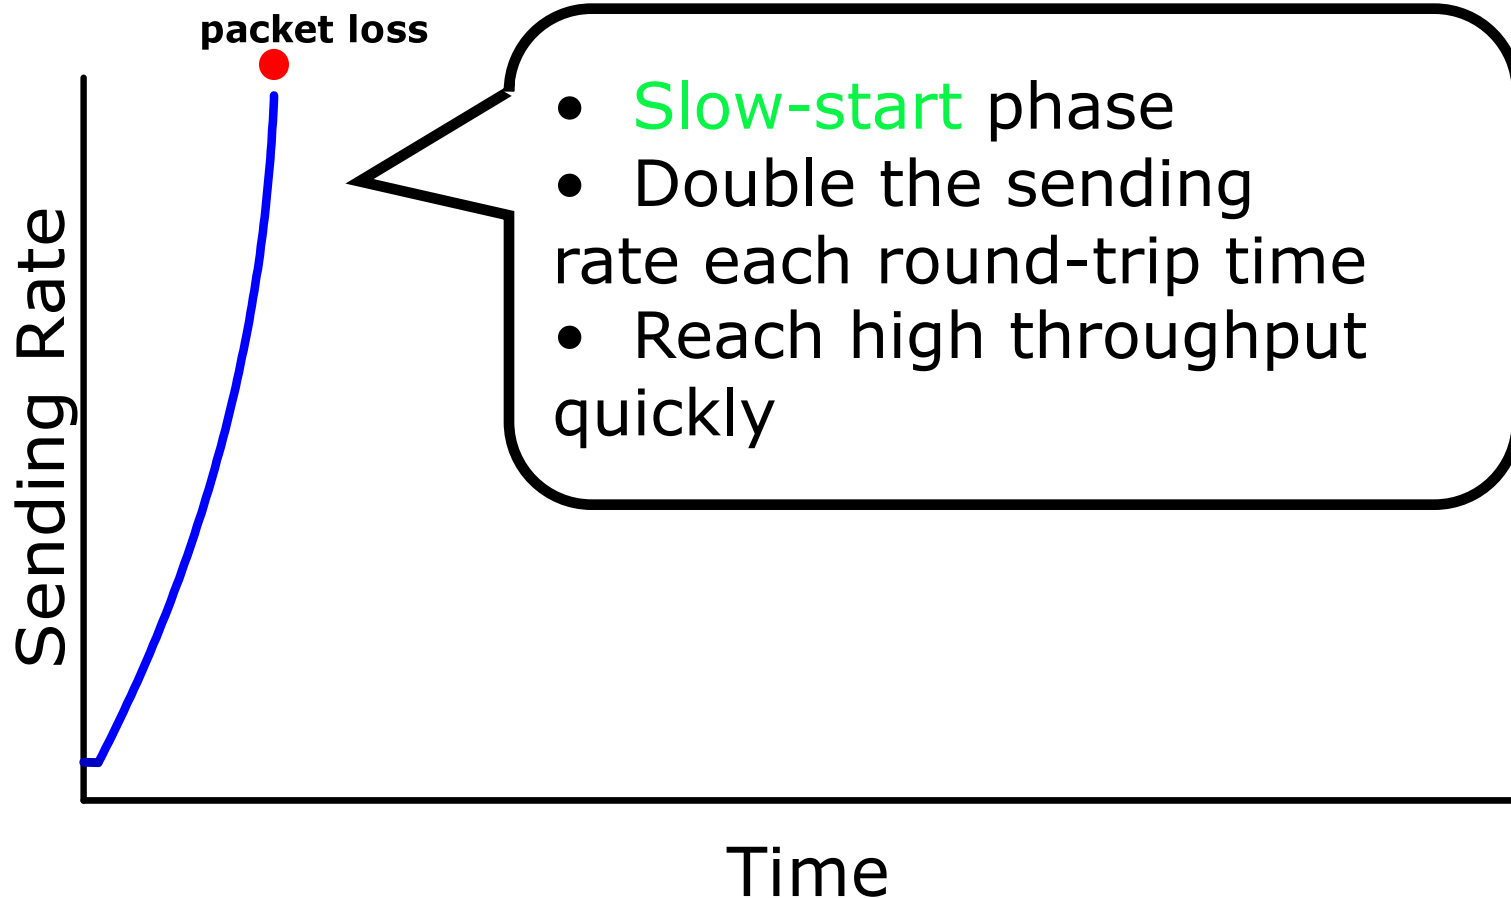 packet loss
• Slow-start phase
• Double the sending
rate each round-trip time
• Reach high throughput
quickly
Sending Rate
Time